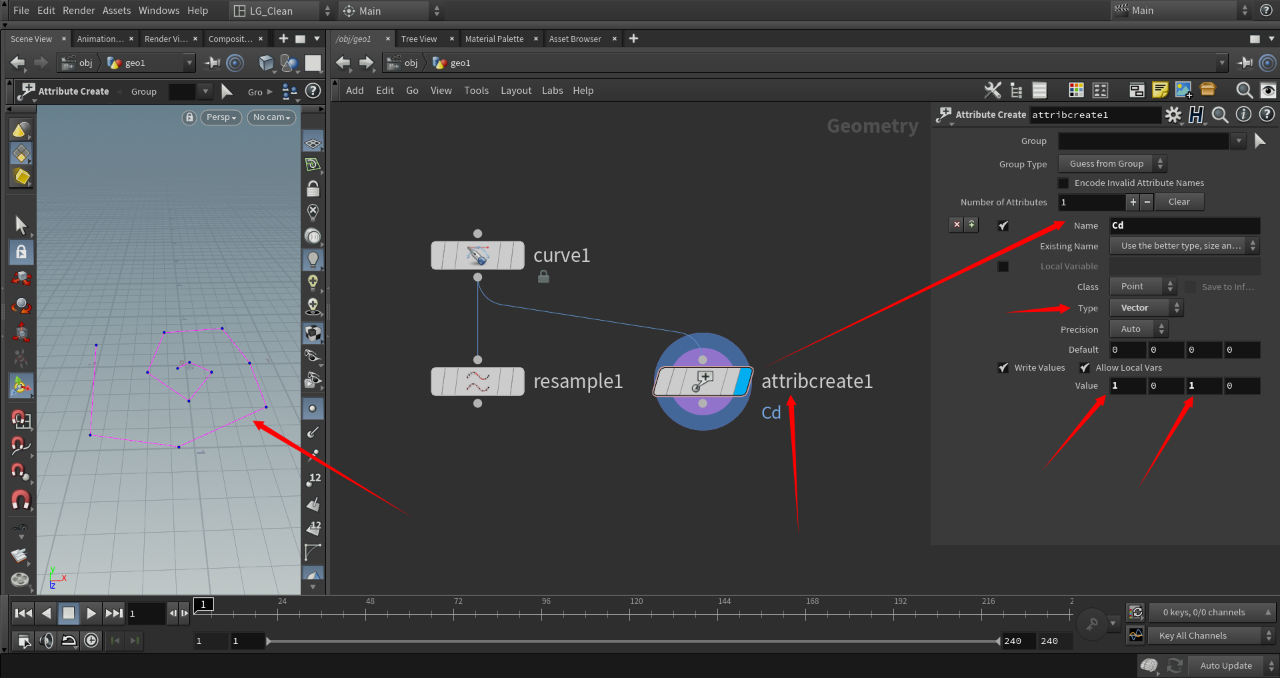 File Edit Render Assets Windows Help LG_Clean Main Main
Scene View Animation... Render Vi... Composit... /obj/geo1 Tree View Material Palette Asset Browser
obj geo1 obj geo1
Attribute Create Group Gro
Add Edit Go View Tools Layout Labs Help
Persp No cam
Geometry
Attribute Create attribcreate1
Group
Group Type Guess from Group
Encode Invalid Attribute Names
Number of Attributes 1 + − Clear
Name Cd
Existing Name Use the better type, size an...
Local Variable
Class Point Save to Inf...
Type Vector
Precision Auto
Default 0 0 0 0
Write Values Allow Local Vars
Value 1 0 1 0
curve1
resample1
attribcreate1
Cd
12
12
y
x
z
1 1 24 48 72 96 120 144 168 192 216 2
0 keys, 0/0 channels
1 1 240 240 Key All Channels
Auto Update